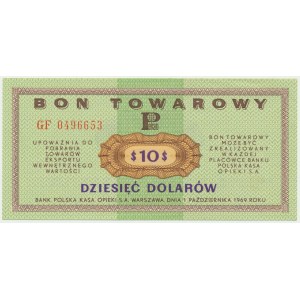 BON TOWAROWY
GF 0496653
P
UPOWAŻNIA DO
POBRANIA
TOWARÓW
EKSPORTU
WEWNĘTRZNEGO
WARTOŚCI
$10$
BON TOWAROWY
MOŻE BYĆ
ZREALIZOWANY
W KAŻDEJ
PLACÓWCE BANKU
POLSKA KASA
OPIEKI S.A.
DZIESIĘĆ DOLARÓW
BANK POLSKA KASA OPIEKI S.A. WARSZAWA DNIA 1 PAŹDZIERNIKA 1969 ROKU